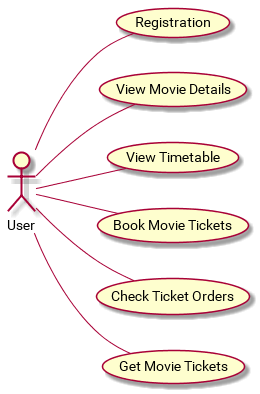 Registration
View Movie Details
View Timetable
User
Book Movie Tickets
Check Ticket Orders
Get Movie Tickets